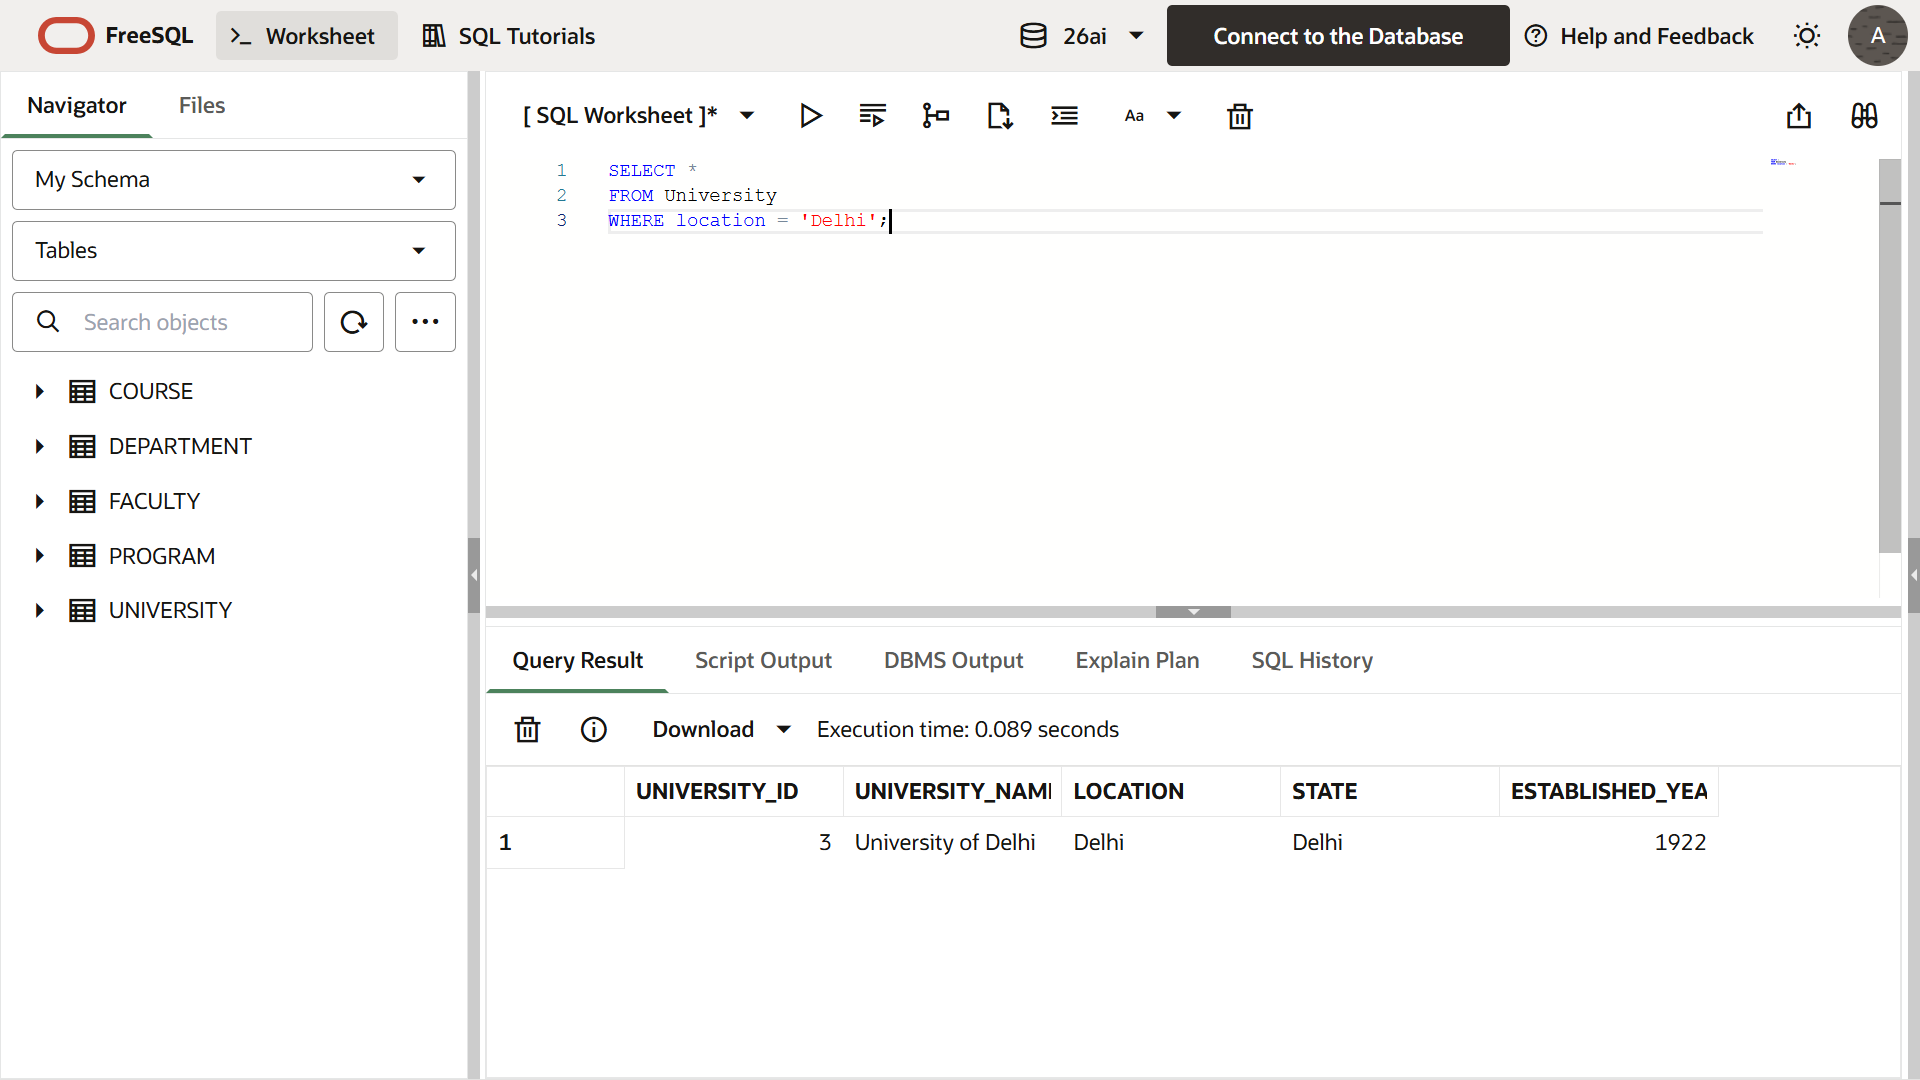 FreeSQL
Worksheet
SQL Tutorials
26ai
Connect to the Database
Help and Feedback
A
Navigator
Files
My Schema
Tables
Search objects
COURSE
DEPARTMENT
FACULTY
PROGRAM
UNIVERSITY
[ SQL Worksheet ]*
Aa
1 SELECT *
2 FROM University
3 WHERE location = 'Delhi';
Query Result
Script Output
DBMS Output
Explain Plan
SQL History
Download
Execution time: 0.089 seconds
UNIVERSITY_ID UNIVERSITY_NAM LOCATION STATE ESTABLISHED_YEA
1 3 University of Delhi Delhi Delhi 1922